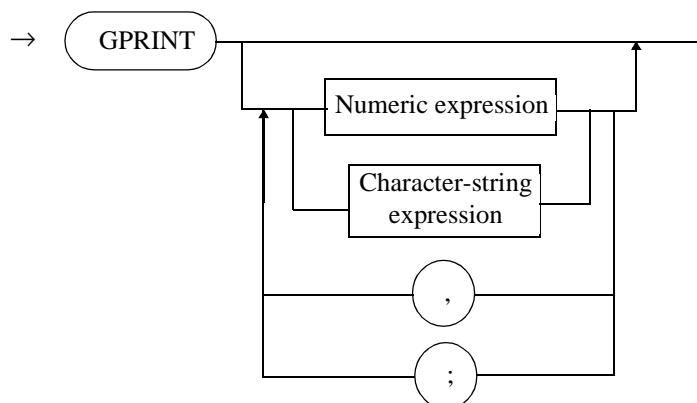 → GPRINT
Numeric expression
Character-string
expression
,
;